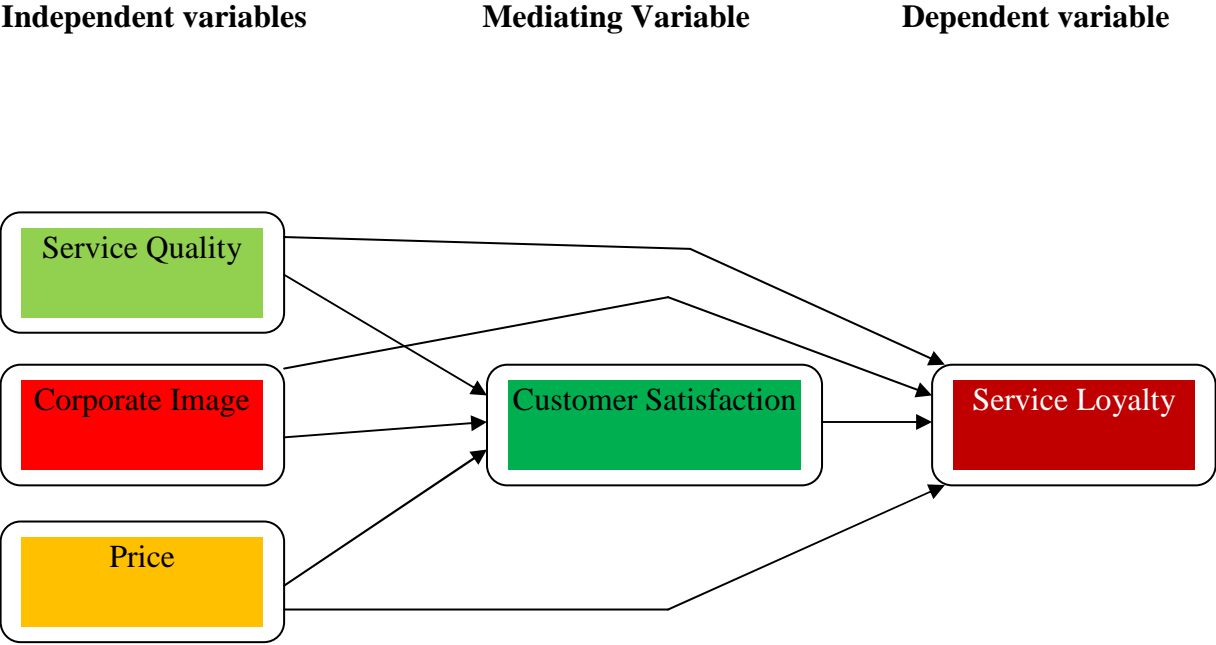 Independent variables
Mediating Variable
Dependent variable
Service Quality
Corporate Image
Customer Satisfaction
Service Loyalty
Price